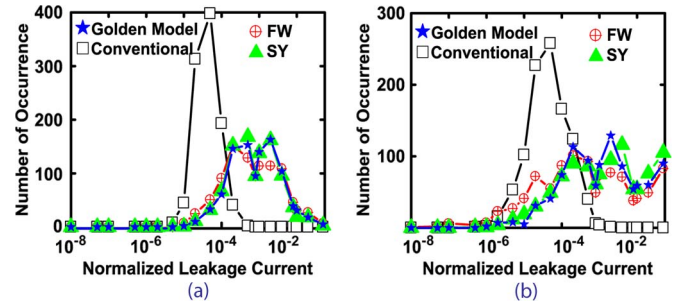 400
300
200
100
0
Number of Occurrence
Golden Model
Conventional
FW
SY
10-8
10-6
10-4
10-2
Normalized Leakage Current
(a)
300
200
100
0
Number of Occurrence
Golden Model
Conventional
FW
SY
10-8
10-6
10-4
10-2
Normalized Leakage Current
(b)